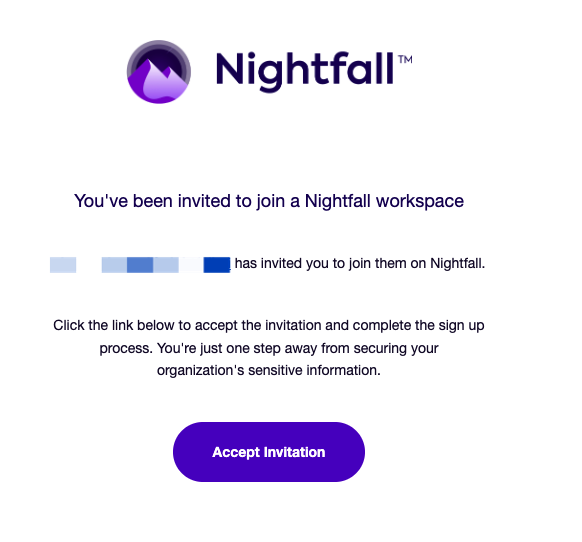 Nightfall™
You've been invited to join a Nightfall workspace
has invited you to join them on Nightfall.
Click the link below to accept the invitation and complete the sign up
process. You're just one step away from securing your
organization's sensitive information.
Accept Invitation